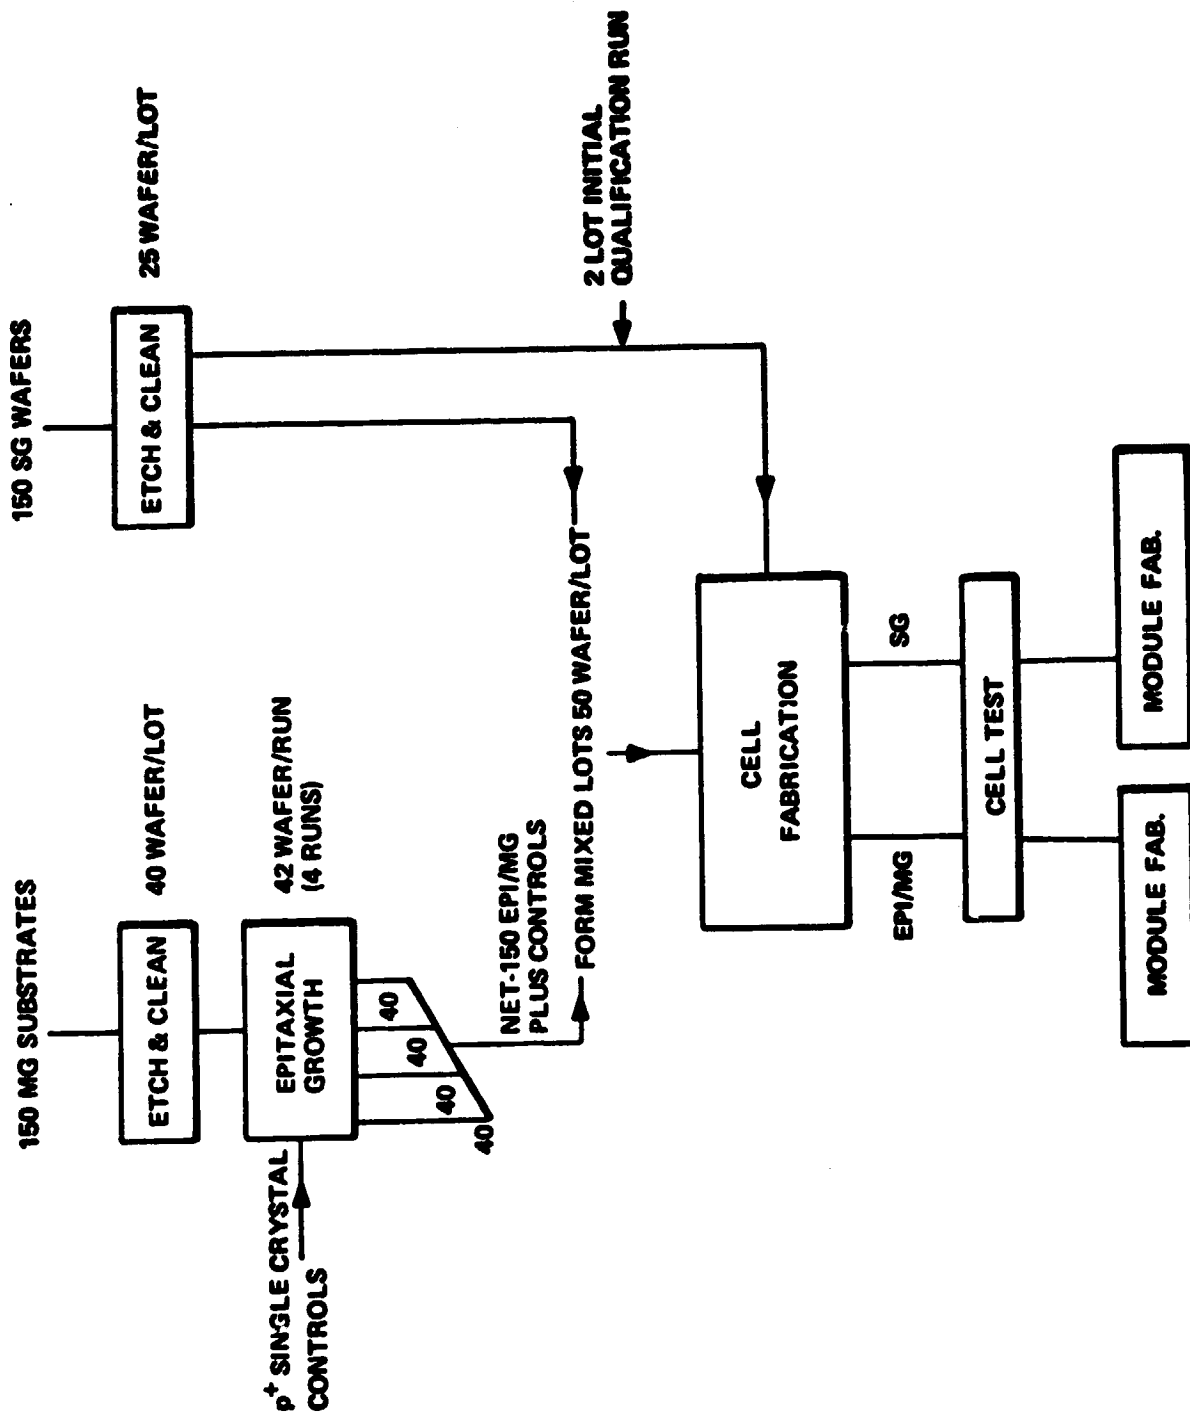 150 MG SUBSTRATES
150 SG WAFERS
ETCH & CLEAN
40 WAFER/LOT
ETCH & CLEAN
25 WAFER/LOT
p+ SINGLE CRYSTAL
CONTROLS
EPITAXIAL
GROWTH
42 WAFER/RUN
(4 RUNS)
40
40
40
40
NET-150 EPI/MG
PLUS CONTROLS
FORM MIXED LOTS 50 WAFER/LOT
2 LOT INITIAL
QUALIFICATION RUN
CELL
FABRICATION
EPI/MG
SG
CELL TEST
MODULE FAB.
MODULE FAB.